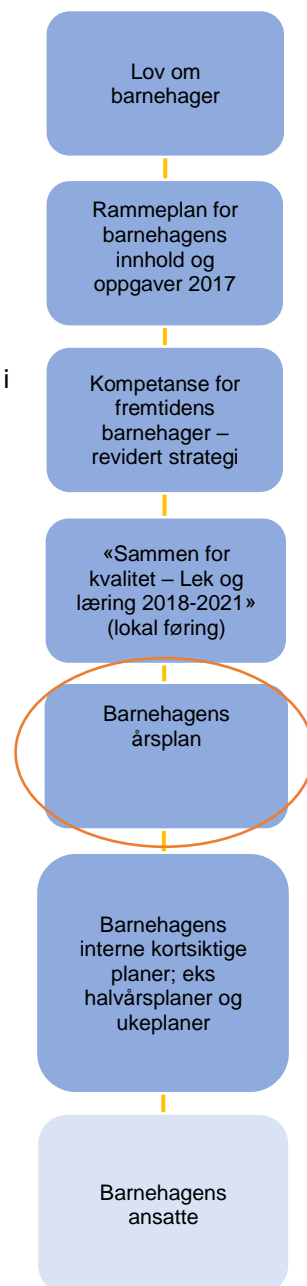 Lov om
barnehager
Rammeplan for
barnehagens
innhold og
oppgaver 2017
i
Kompetanse for
fremtidens
barnehager –
revidert strategi
«Sammen for
kvalitet – Lek og
læring 2018-2021»
(lokal føring)
Barnehagens
årsplan
Barnehagens
interne kortsiktige
planer; eks
halvårsplaner og
ukeplaner
Barnehagens
ansatte